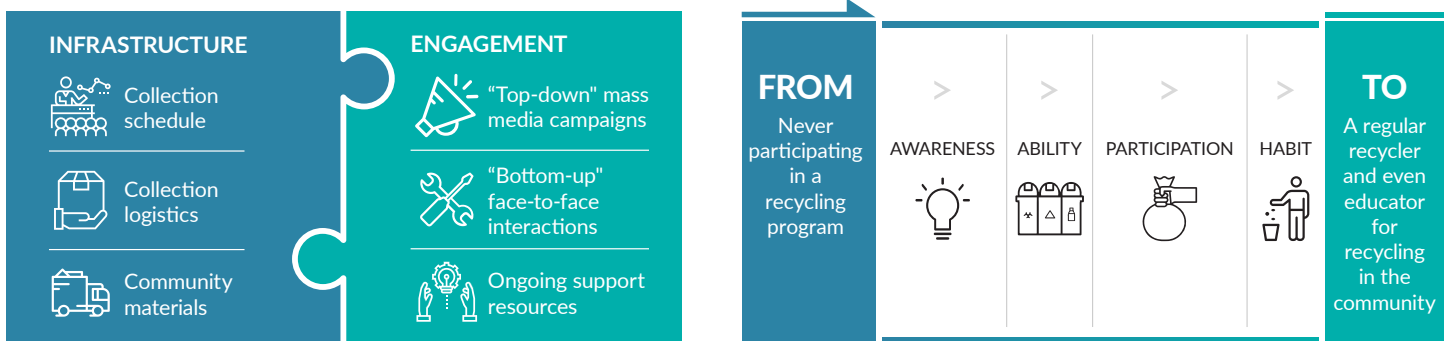 INFRASTRUCTURE
Collection
schedule
Collection
logistics
Community
materials
ENGAGEMENT
“Top-down" mass
media campaigns
“Bottom-up"
face-to-face
interactions
Ongoing support
resources
FROM
Never
participating
in a
recycling
program
>
AWARENESS
>
ABILITY
>
PARTICIPATION
>
HABIT
TO
A regular
recycler
and even
educator
for
recycling
in the
community